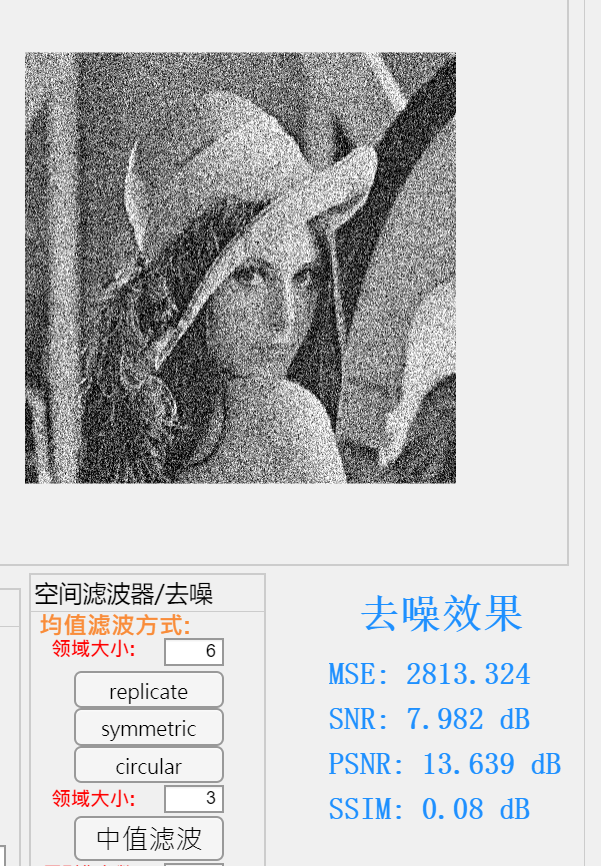 空间滤波器/去噪
均值滤波方式:
领域大小: 6
replicate
symmetric
circular
领域大小: 3
中值滤波
去噪效果
MSE: 2813.324
SNR: 7.982 dB
PSNR: 13.639 dB
SSIM: 0.08 dB